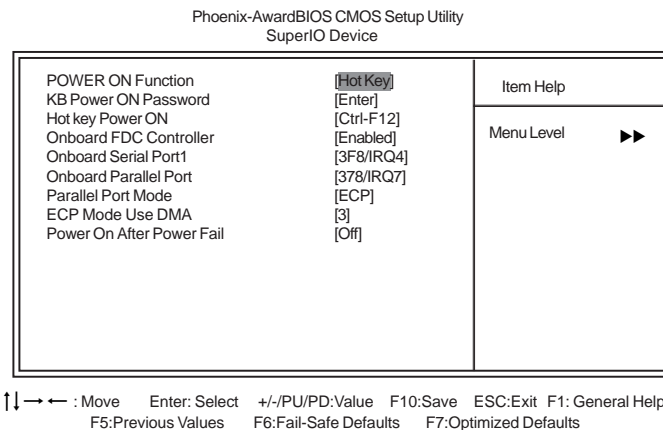 Phoenix-AwardBIOS CMOS Setup Utility
SuperIO Device
POWER ON Function [Hot Key]
KB Power ON Password [Enter]
Hot key Power ON [Ctrl-F12]
Onboard FDC Controller [Enabled]
Onboard Serial Port1 [3F8/IRQ4]
Onboard Parallel Port [378/IRQ7]
Parallel Port Mode [ECP]
ECP Mode Use DMA [3]
Power On After Power Fail [Off]
Item Help
Menu Level ▶▶
↑↓→← : Move Enter: Select +/-/PU/PD:Value F10:Save ESC:Exit F1: General Help
F5:Previous Values F6:Fail-Safe Defaults F7:Optimized Defaults